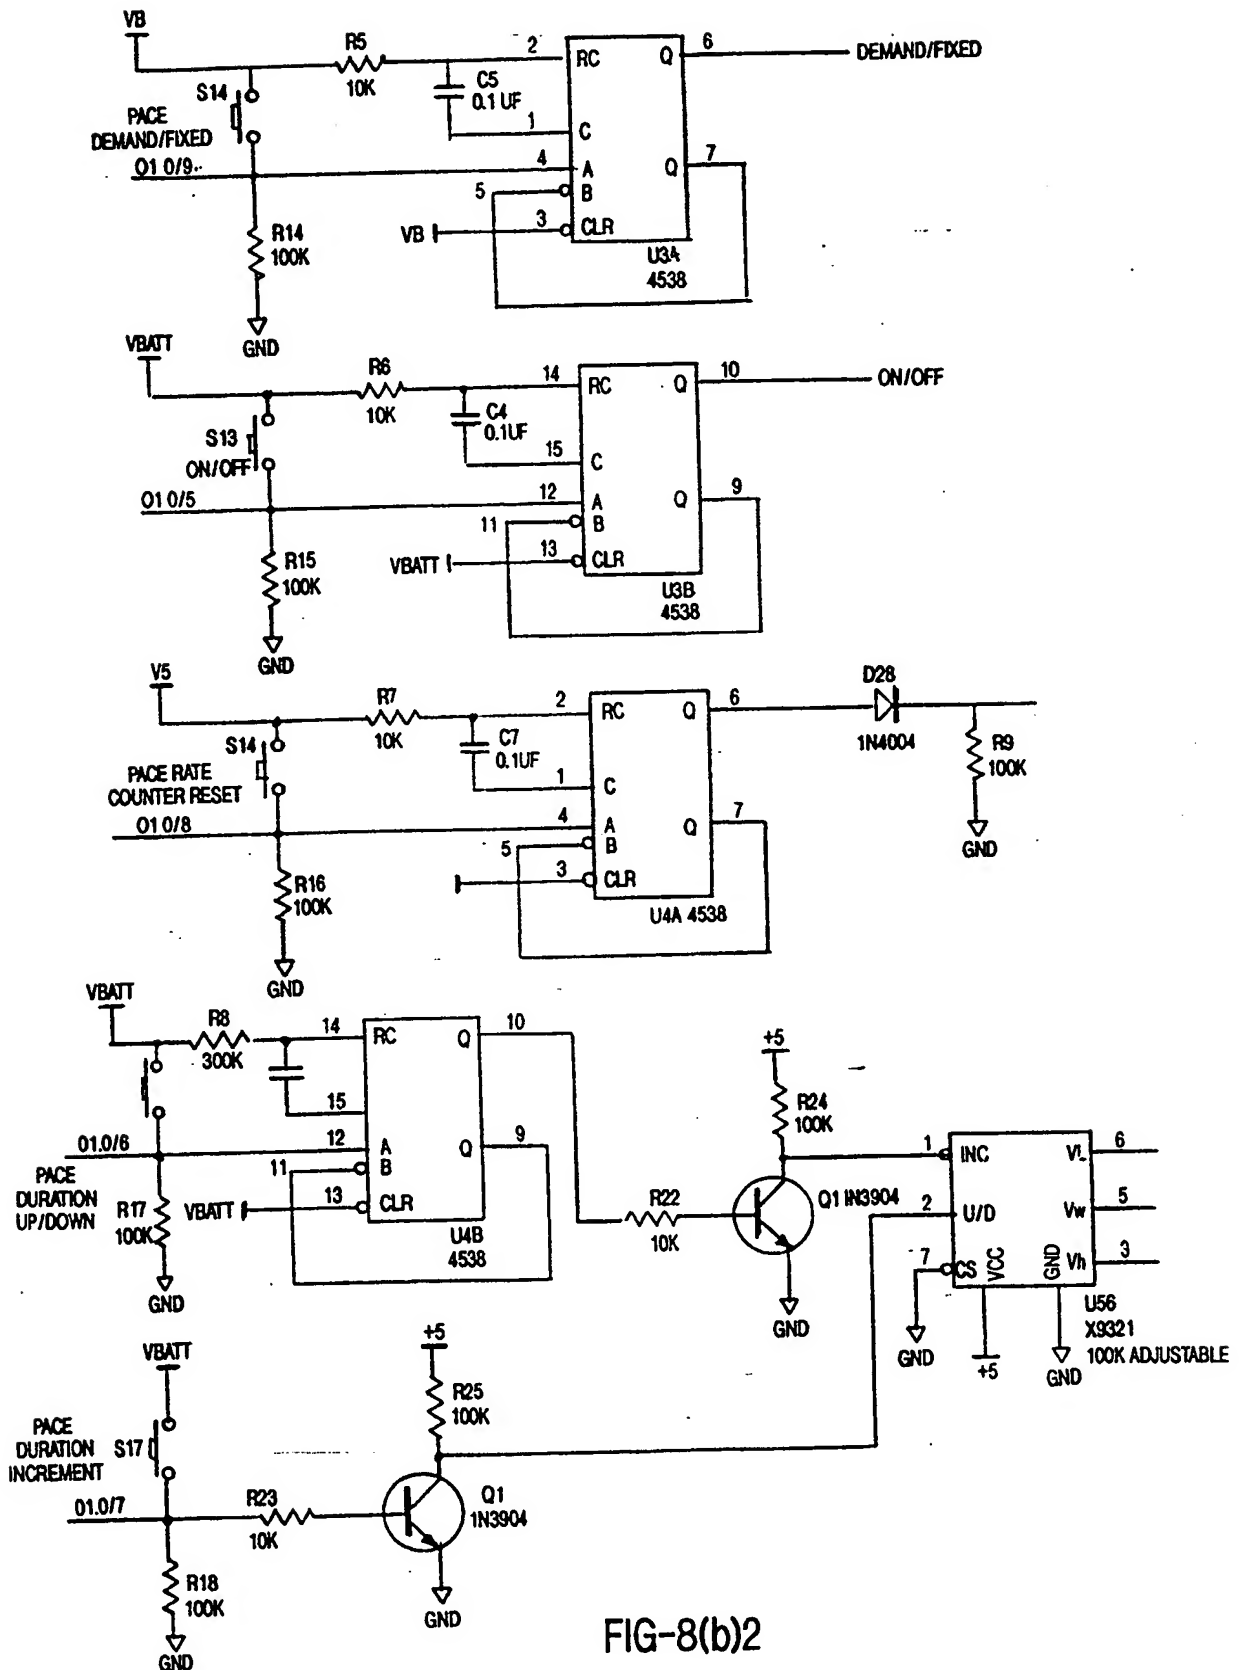 VB
R5
10K
2
RC
Q
6
DEMAND/FIXED
S14
C5
0.1 UF
PACE
DEMAND/FIXED
1
C
O1 0/9
4
A
Q
7
5
B
VB
3
CLR
R14
100K
U3A
4538
GND
VBATT
R6
10K
14
RC
Q
10
ON/OFF
S13
ON/OFF
C4
0.1UF
15
C
O1 0/5
12
A
Q
9
11
B
VBATT
13
CLR
R15
100K
U3B
4538
GND
V5
R7
10K
2
RC
Q
6
D28
1N4004
R9
100K
GND
S14
C7
0.1UF
PACE RATE
COUNTER RESET
1
C
O1 0/8
4
A
Q
7
5
B
3
CLR
R16
100K
U4A 4538
GND
VBATT
R8
300K
14
RC
Q
10
15
01.0/6
12
A
Q
9
11
B
PACE
DURATION
UP/DOWN
R17
100K
VBATT
13
CLR
U4B
4538
GND
+5
R24
100K
R22
10K
Q1 1N3904
GND
1
INC
VL
6
2
U/D
Vw
5
7
CS
VCC
GND
Vh
3
GND
+5
GND
U56
X9321
100K ADJUSTABLE
VBATT
+5
R25
100K
PACE
DURATION
INCREMENT
S17
01.0/7
R23
10K
Q1
1N3904
R18
100K
GND
GND
FIG-8(b)2